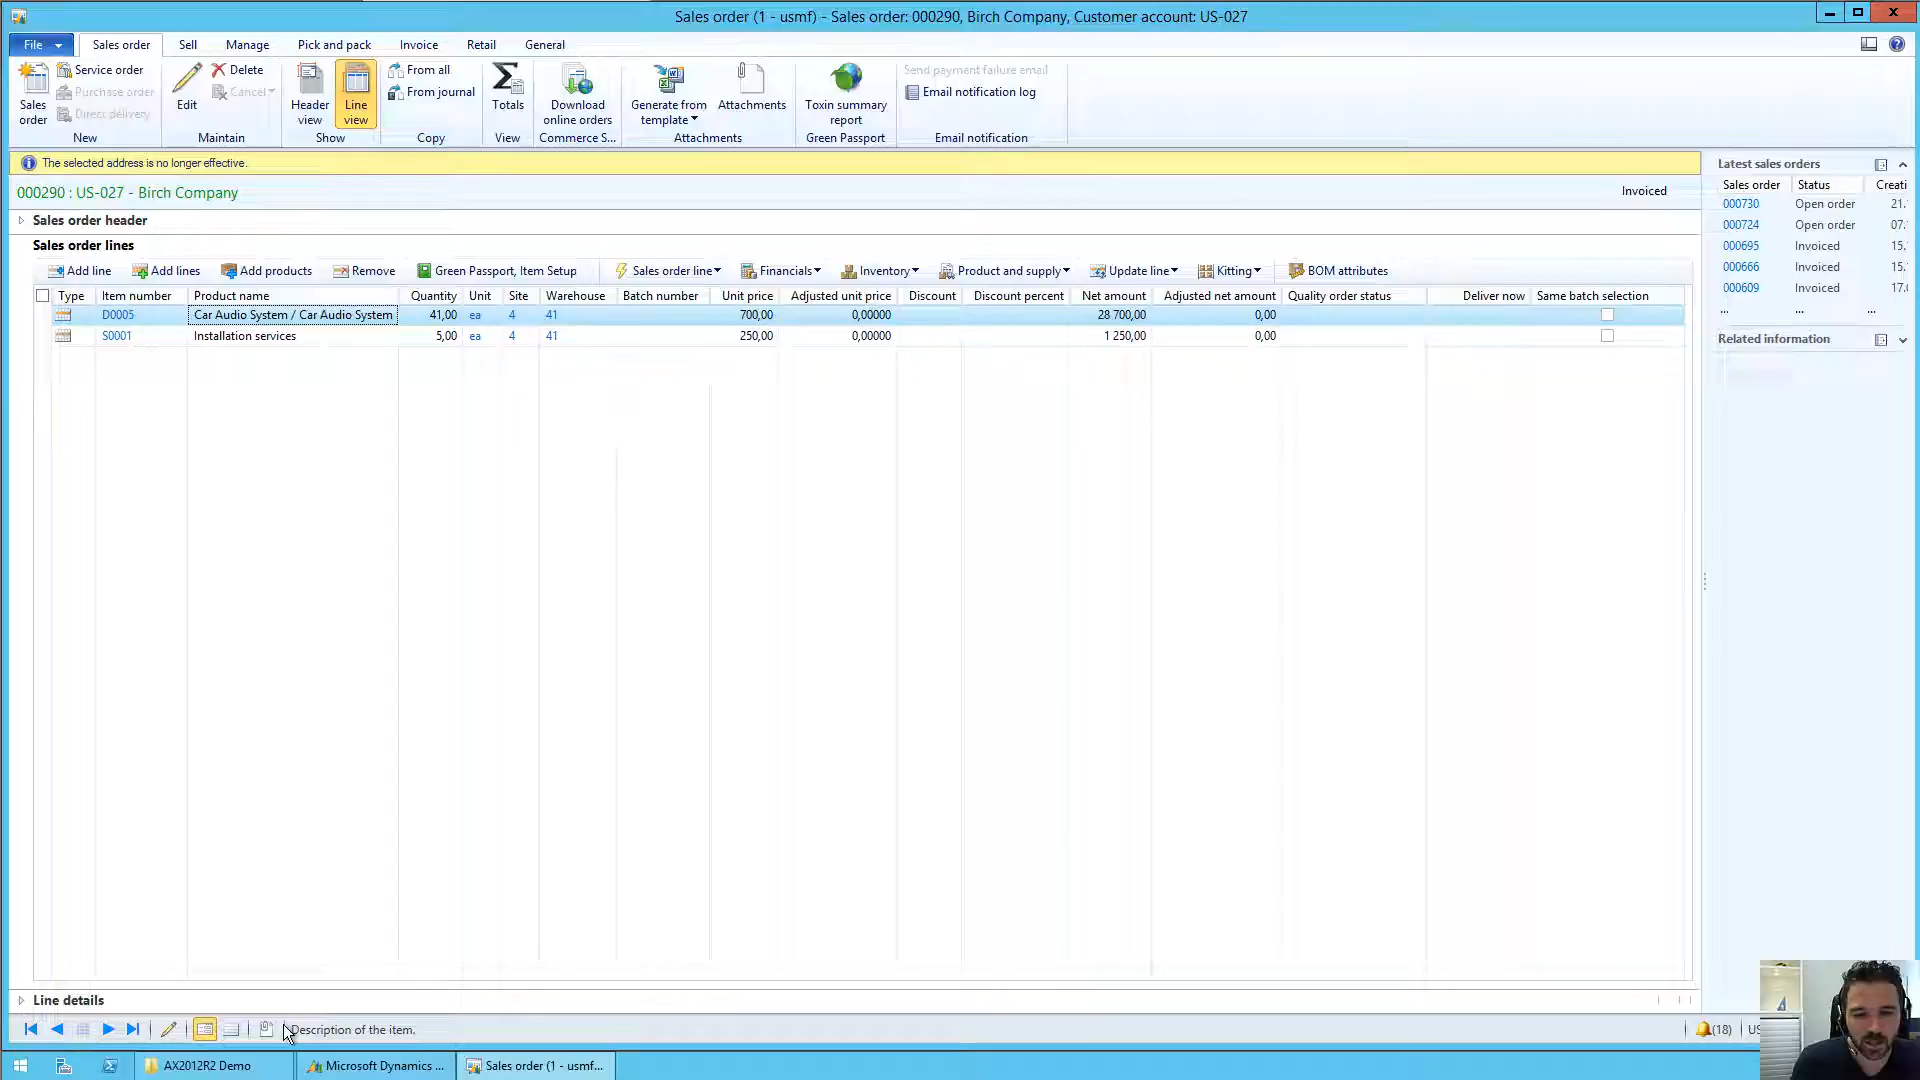 Sales order (1 - usmf) - Sales order: 000290, Birch Company, Customer account: US-027
File Sales order Sell Manage Pick and pack Invoice Retail General
Sales order
Service order
Purchase order
Direct delivery
New
Edit
Delete
Cancel
Maintain
Header view
Line view
Show
From all
From journal
Copy
Totals
View
Download online orders
Commerce S...
Generate from template
Attachments
Attachments
Toxin summary report
Green Passport
Send payment failure email
Email notification log
Email notification
The selected address is no longer effective.
000290 : US-027 - Birch Company
Invoiced
Sales order header
Sales order lines
Add line Add lines Add products Remove Green Passport, Item Setup Sales order line Financials Inventory Product and supply Update line Kitting BOM attributes
Type Item number Product name Quantity Unit Site Warehouse Batch number Unit price Adjusted unit price Discount Discount percent Net amount Adjusted net amount Quality order status Deliver now Same batch selection
D0005 Car Audio System / Car Audio System 41,00 ea 4 41 700,00 0,00000 28 700,00 0,00
S0001 Installation services 5,00 ea 4 41 250,00 0,00000 1 250,00 0,00
Latest sales orders
Sales order Status Creati
000730 Open order 21.
000724 Open order 07.
000695 Invoiced 15.
000666 Invoiced 15.
000609 Invoiced 17.
... ... ...
Related information
Line details
Description of the item.
(18) US
AX2012R2 Demo Microsoft Dynamics ... Sales order (1 - usmf...